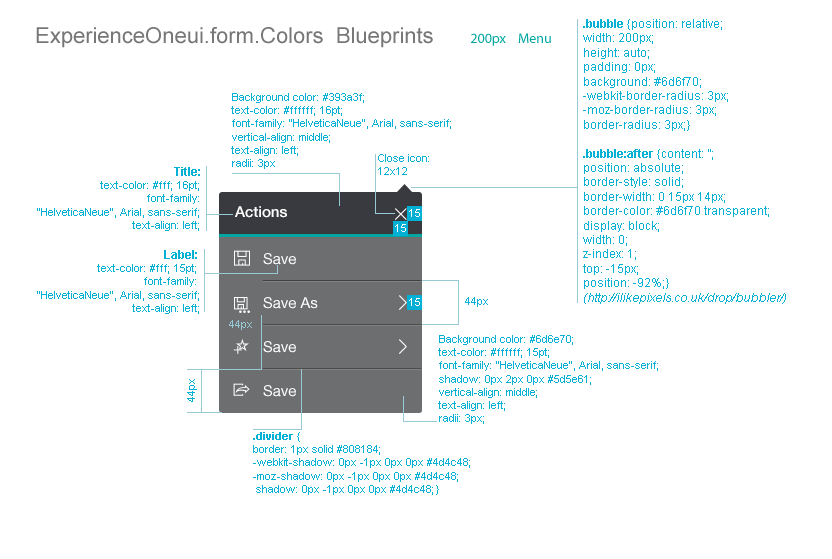 ExperienceOneui.form.Colors  Blueprints
200px  Menu
.bubble {position: relative;
width: 200px;
height: auto;
padding: 0px;
background: #6d6f70;
-webkit-border-radius: 3px;
-moz-border-radius: 3px;
border-radius: 3px;}
.bubble:after {content: '';
position: absolute;
border-style: solid;
border-width: 0 15px 14px;
border-color: #6d6f70 transparent;
display: block;
width: 0;
z-index: 1;
top: -15px;
position: -92%;}
(http://ilikepixels.co.uk/drop/bubbler/)
Background color: #393a3f;
text-color: #ffffff; 16pt;
font-family: "HelveticaNeue", Arial, sans-serif;
vertical-align: middle;
text-align: left;
radii: 3px
Close icon:
12x12
Title:
text-color: #fff; 16pt;
font-family:
"HelveticaNeue", Arial, sans-serif;
text-align: left;
Actions
15
15
Label:
text-color: #fff; 15pt;
font-family:
"HelveticaNeue", Arial, sans-serif;
text-align: left;
Save
Save As
15
44px
44px
Save
44px
Save
Background color: #6d6e70;
text-color: #ffffff; 15pt;
font-family: "HelveticaNeue", Arial, sans-serif;
shadow: 0px 2px 0px #5d5e61;
vertical-align: middle;
text-align: left;
radii: 3px;
.divider {
border: 1px solid #808184;
-webkit-shadow: 0px -1px 0px 0px #4d4c48;
-moz-shadow: 0px -1px 0px 0px #4d4c48;
shadow: 0px -1px 0px 0px #4d4c48;}